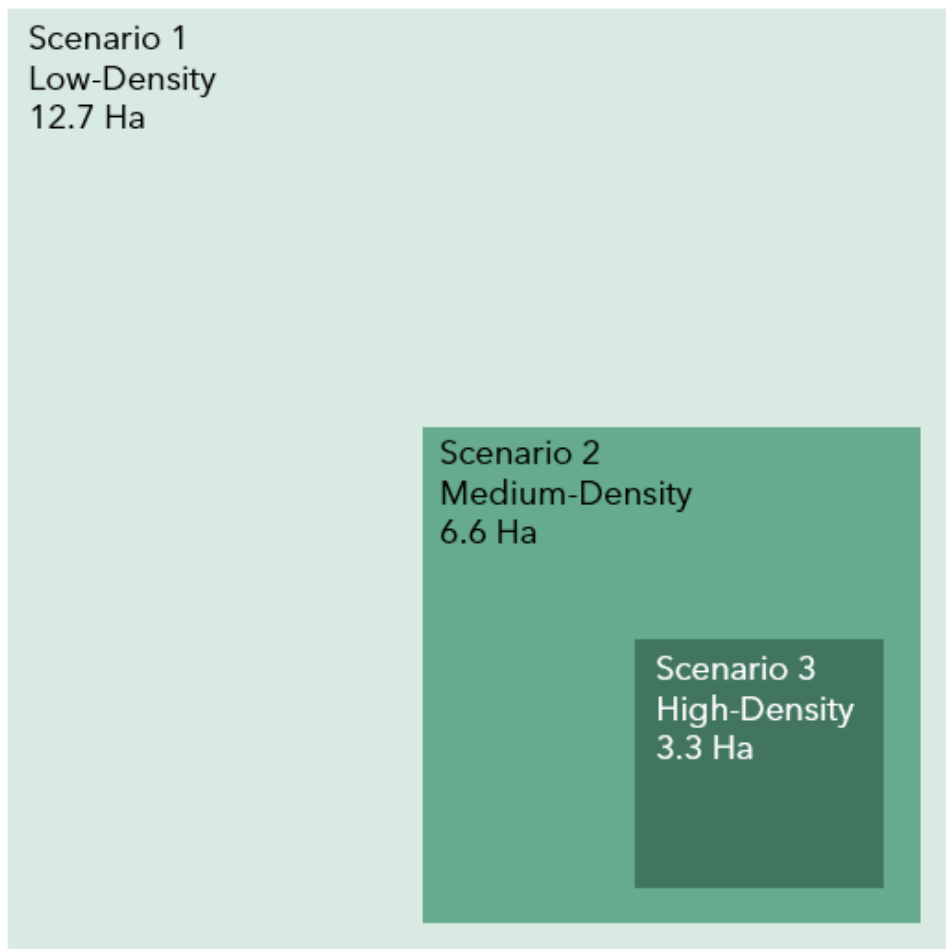 Scenario 1
Low-Density
12.7 Ha
Scenario 2
Medium-Density
6.6 Ha
Scenario 3
High-Density
3.3 Ha